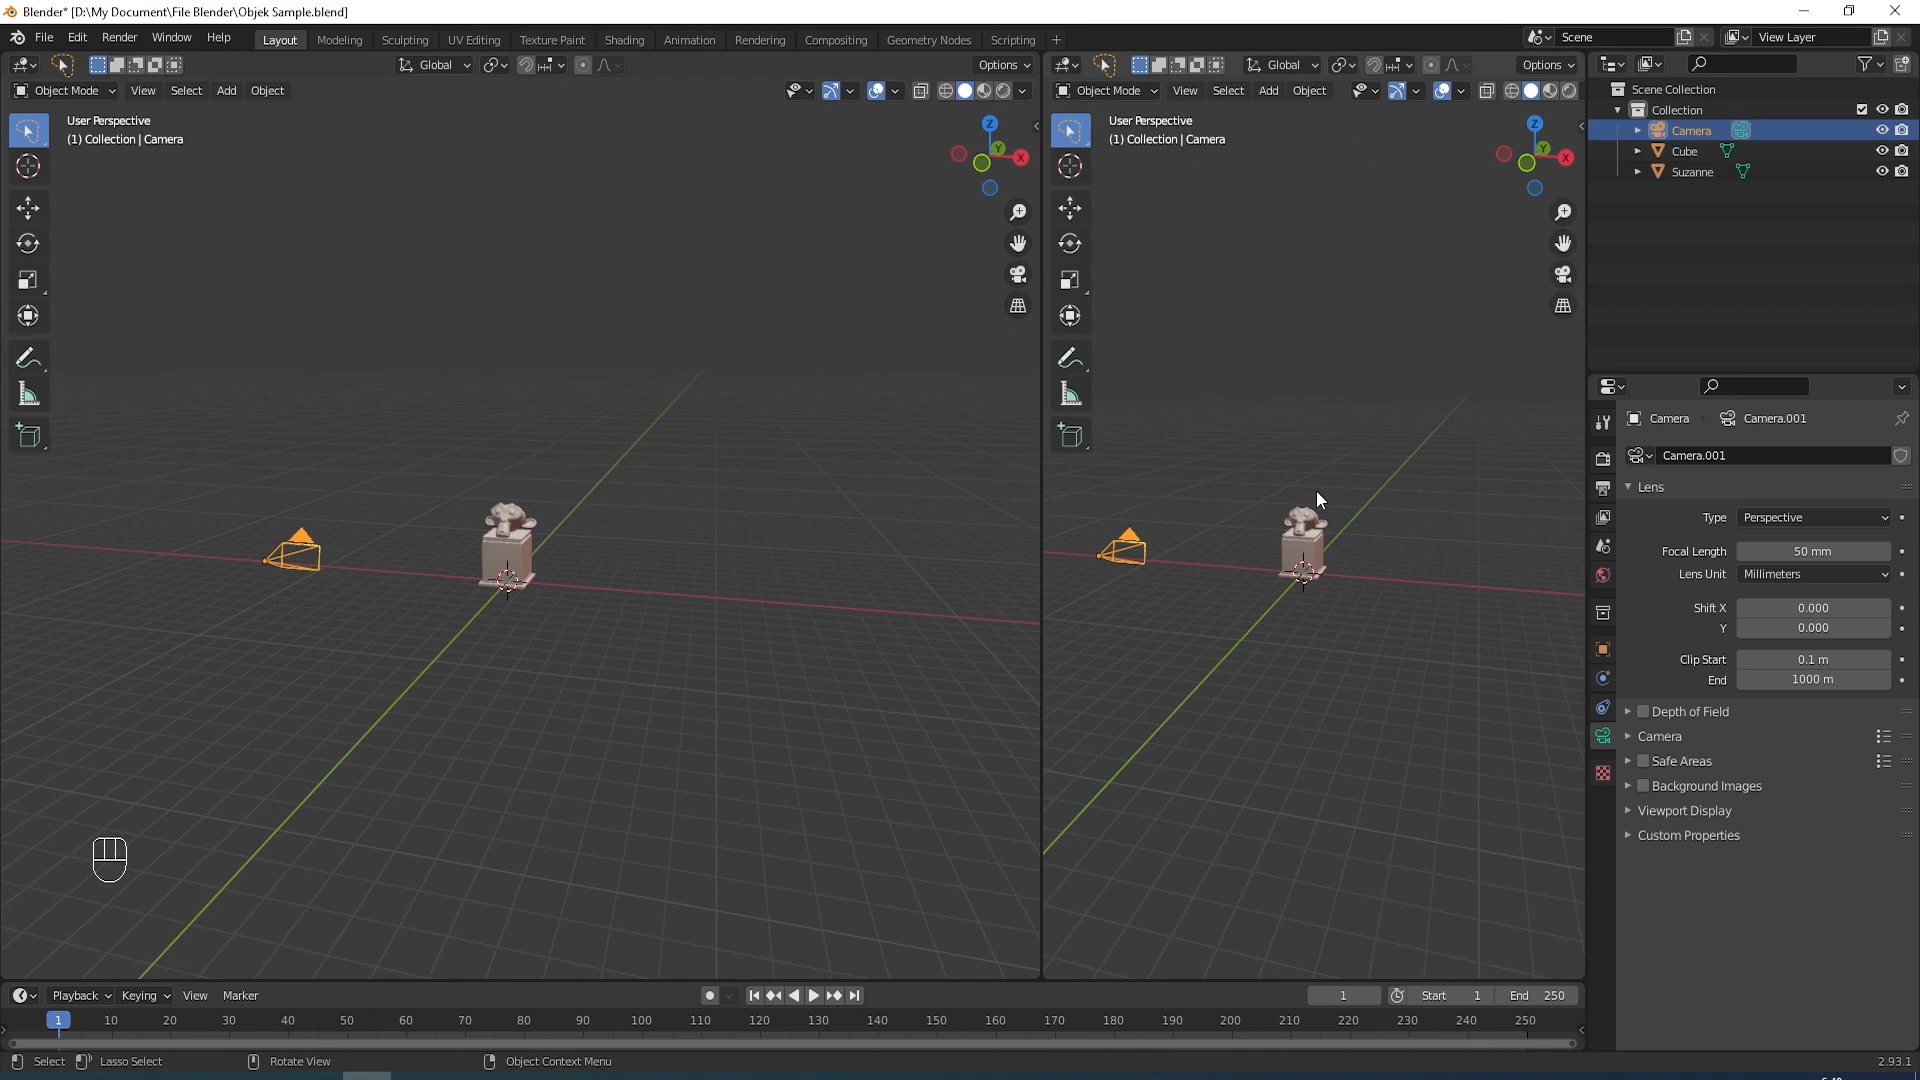 Blender* [D:\My Document\File Blender\Objek Sample.blend]
File Edit Render Window Help Layout Modeling Sculpting UV Editing Texture Paint Shading Animation Rendering Compositing Geometry Nodes Scripting + Scene View Layer
Global Options Global Options
Object Mode View Select Add Object Object Mode View Select Add Object
User Perspective
(1) Collection | Camera
Z
Y
X
User Perspective
(1) Collection | Camera
Z
Y
X
Scene Collection
Collection
Camera
Cube
Suzanne
Camera Camera.001
Camera.001
Lens
Type Perspective
Focal Length 50 mm
Lens Unit Millimeters
Shift X 0.000
Y 0.000
Clip Start 0.1 m
End 1000 m
Depth of Field
Camera
Safe Areas
Background Images
Viewport Display
Custom Properties
Playback Keying View Marker 1 Start 1 End 250
1 10 20 30 40 50 60 70 80 90 100 110 120 130 140 150 160 170 180 190 200 210 220 230 240 250
Select Lasso Select Rotate View Object Context Menu 2.93.1